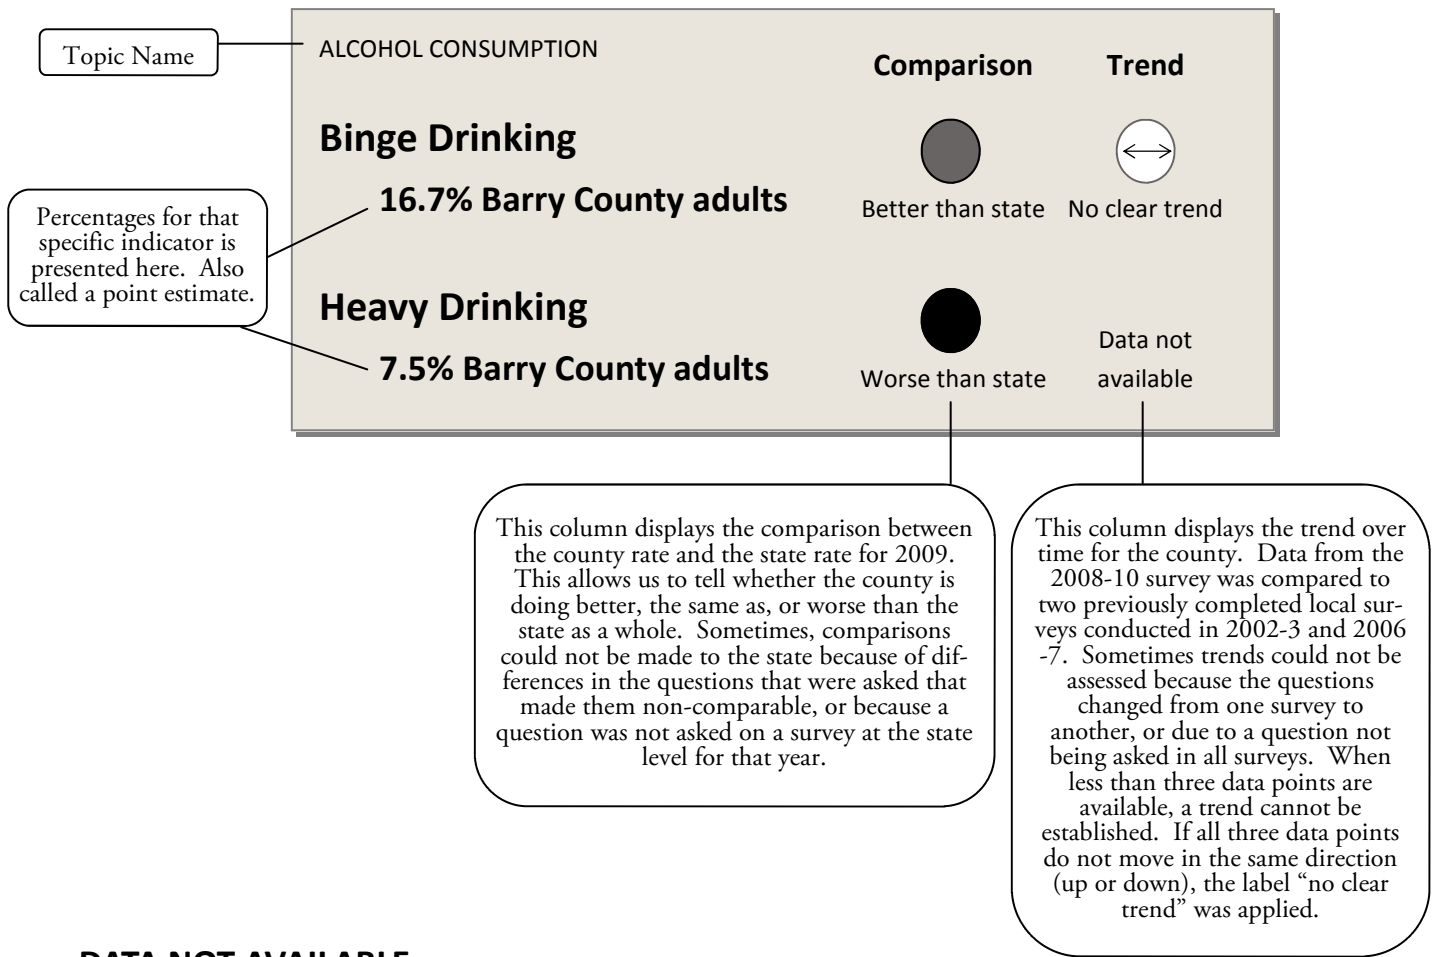 Topic Name
ALCOHOL CONSUMPTION
Comparison
Trend
Binge Drinking
16.7% Barry County adults
Better than state
No clear trend
Percentages for that
specific indicator is
presented here. Also
called a point estimate.
Heavy Drinking
7.5% Barry County adults
Worse than state
Data not
available
This column displays the comparison between
the county rate and the state rate for 2009.
This allows us to tell whether the county is
doing better, the same as, or worse than the
state as a whole. Sometimes, comparisons
could not be made to the state because of dif-
ferences in the questions that were asked that
made them non-comparable, or because a
question was not asked on a survey at the state
level for that year.
This column displays the trend over
time for the county. Data from the
2008-10 survey was compared to
two previously completed local sur-
veys conducted in 2002-3 and 2006
-7. Sometimes trends could not be
assessed because the questions
changed from one survey to
another, or due to a question not
being asked in all surveys. When
less than three data points are
available, a trend cannot be
established. If all three data points
do not move in the same direction
(up or down), the label “no clear
trend” was applied.
DATA NOT AVAILABLE